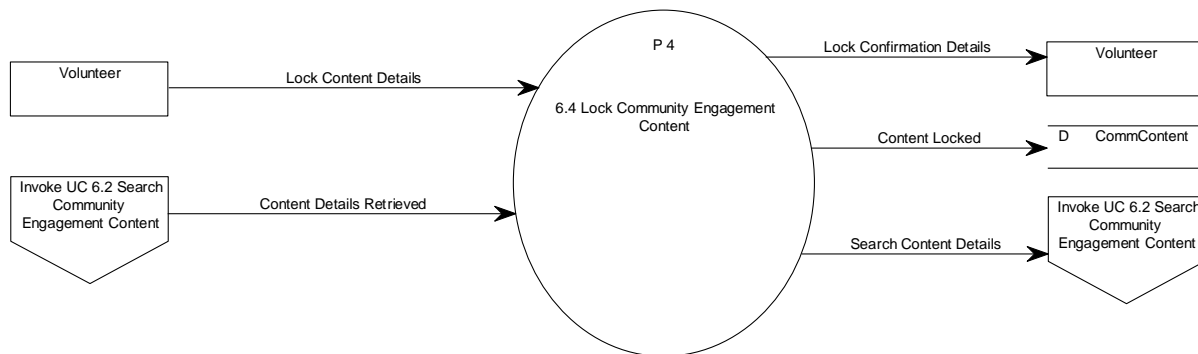 P 4
Volunteer
Lock Content Details
Lock Confirmation Details
Volunteer
6.4 Lock Community Engagement
Content
Content Locked
D CommContent
Invoke UC 6.2 Search
Community
Engagement Content
Content Details Retrieved
Search Content Details
Invoke UC 6.2 Search
Community
Engagement Content